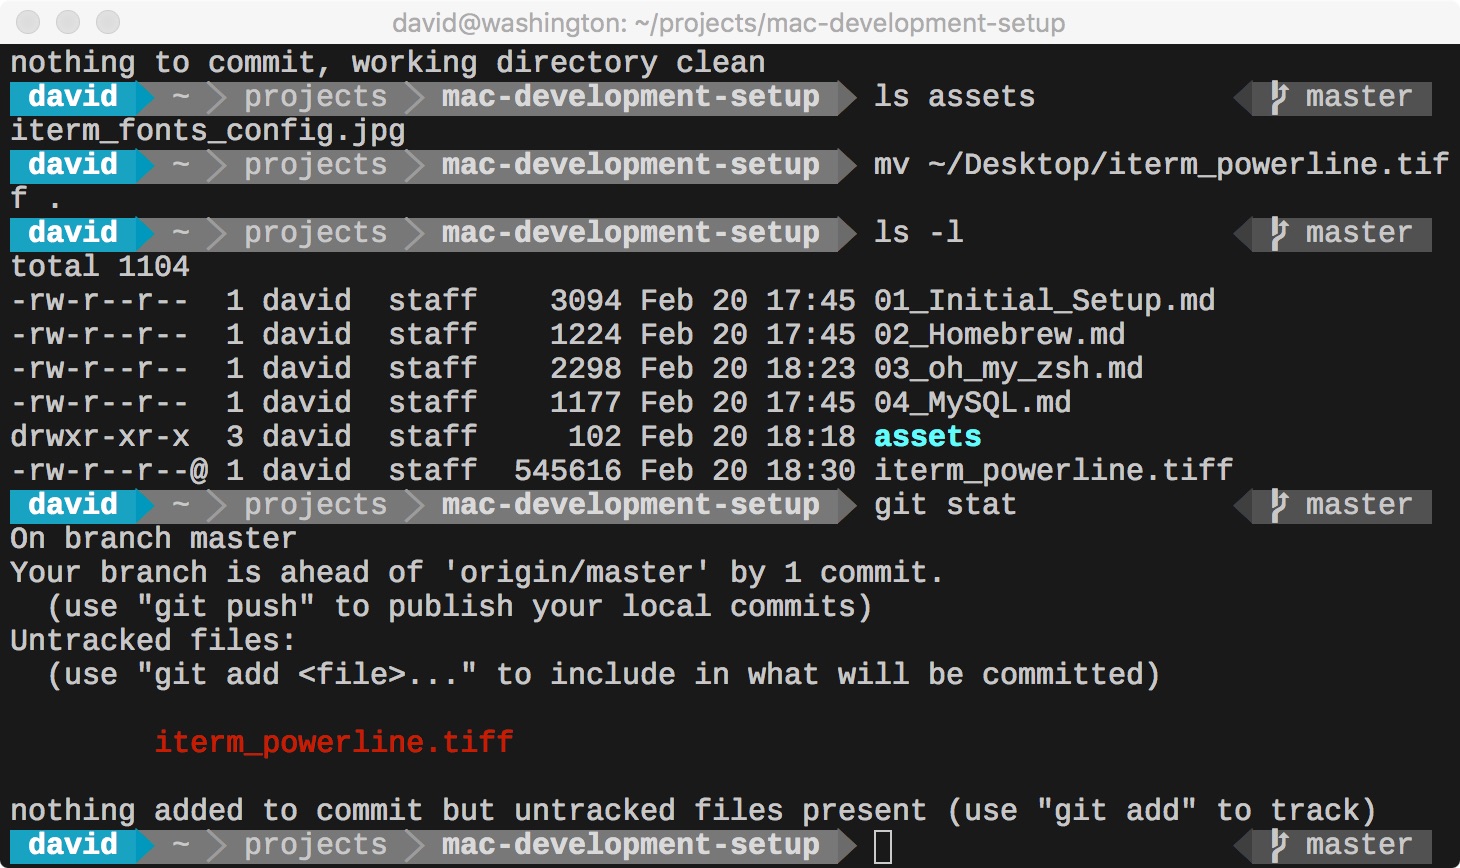 david@washington: ~/projects/mac-development-setup
nothing to commit, working directory clean
david ~ projects mac-development-setup ls assets master
iterm_fonts_config.jpg
david ~ projects mac-development-setup mv ~/Desktop/iterm_powerline.tif
f .
david ~ projects mac-development-setup ls -l master
total 1104
-rw-r--r--  1 david  staff    3094 Feb 20 17:45 01_Initial_Setup.md
-rw-r--r--  1 david  staff    1224 Feb 20 17:45 02_Homebrew.md
-rw-r--r--  1 david  staff    2298 Feb 20 18:23 03_oh_my_zsh.md
-rw-r--r--  1 david  staff    1177 Feb 20 17:45 04_MySQL.md
drwxr-xr-x  3 david  staff     102 Feb 20 18:18 assets
-rw-r--r--@ 1 david  staff  545616 Feb 20 18:30 iterm_powerline.tiff
david ~ projects mac-development-setup git stat master
On branch master
Your branch is ahead of 'origin/master' by 1 commit.
  (use "git push" to publish your local commits)
Untracked files:
  (use "git add <file>..." to include in what will be committed)
        iterm_powerline.tiff
nothing added to commit but untracked files present (use "git add" to track)
david ~ projects mac-development-setup master